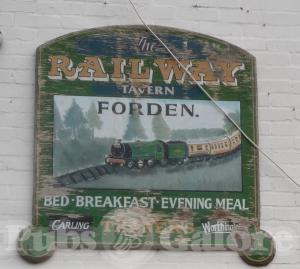 The
RAILWAY
TAVERN
FORDEN.
BED · BREAKFAST · EVENING MEAL
CARLING
Worthington
Pubs Galore